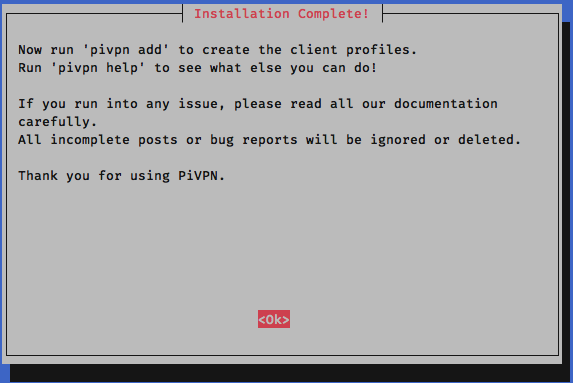 Installation Complete!
Now run 'pivpn add' to create the client profiles.
Run 'pivpn help' to see what else you can do!
If you run into any issue, please read all our documentation
carefully.
All incomplete posts or bug reports will be ignored or deleted.
Thank you for using PiVPN.
<Ok>